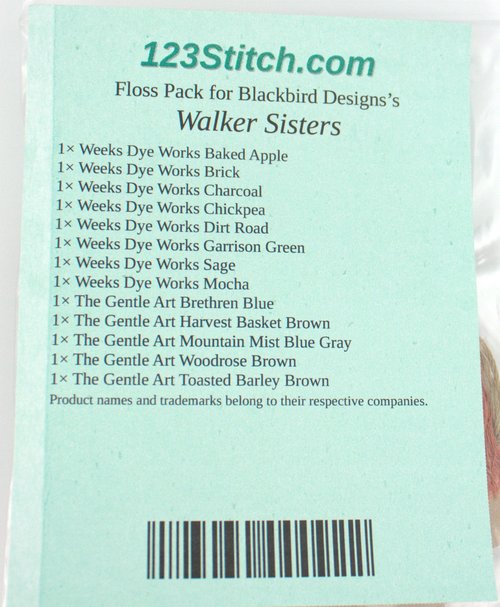 123Stitch.com
Floss Pack for Blackbird Designs's
Walker Sisters
1× Weeks Dye Works Baked Apple
1× Weeks Dye Works Brick
1× Weeks Dye Works Charcoal
1× Weeks Dye Works Chickpea
1× Weeks Dye Works Dirt Road
1× Weeks Dye Works Garrison Green
1× Weeks Dye Works Sage
1× Weeks Dye Works Mocha
1× The Gentle Art Brethren Blue
1× The Gentle Art Harvest Basket Brown
1× The Gentle Art Mountain Mist Blue Gray
1× The Gentle Art Woodrose Brown
1× The Gentle Art Toasted Barley Brown
Product names and trademarks belong to their respective companies.